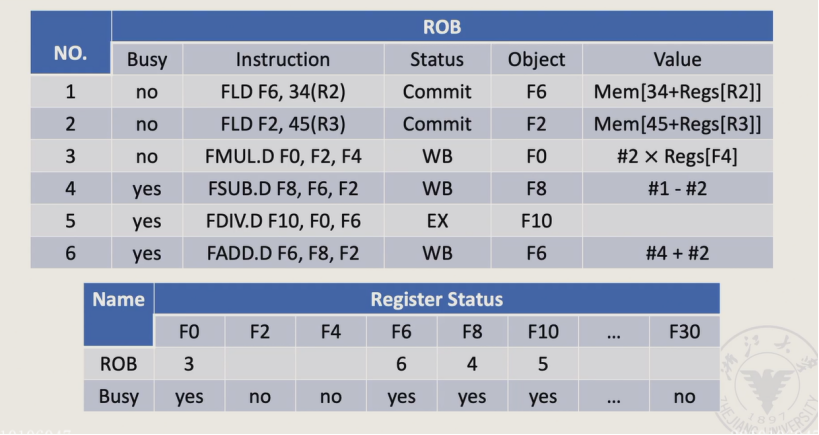 ROB
NO. Busy Instruction Status Object Value
1 no FLD F6, 34(R2) Commit F6 Mem[34+Regs[R2]]
2 no FLD F2, 45(R3) Commit F2 Mem[45+Regs[R3]]
3 no FMUL.D F0, F2, F4 WB F0 #2 × Regs[F4]
4 yes FSUB.D F8, F6, F2 WB F8 #1 - #2
5 yes FDIV.D F10, F0, F6 EX F10
6 yes FADD.D F6, F8, F2 WB F6 #4 + #2
Name Register Status
F0 F2 F4 F6 F8 F10 ... F30
ROB 3 6 4 5
Busy yes no no yes yes yes ... no